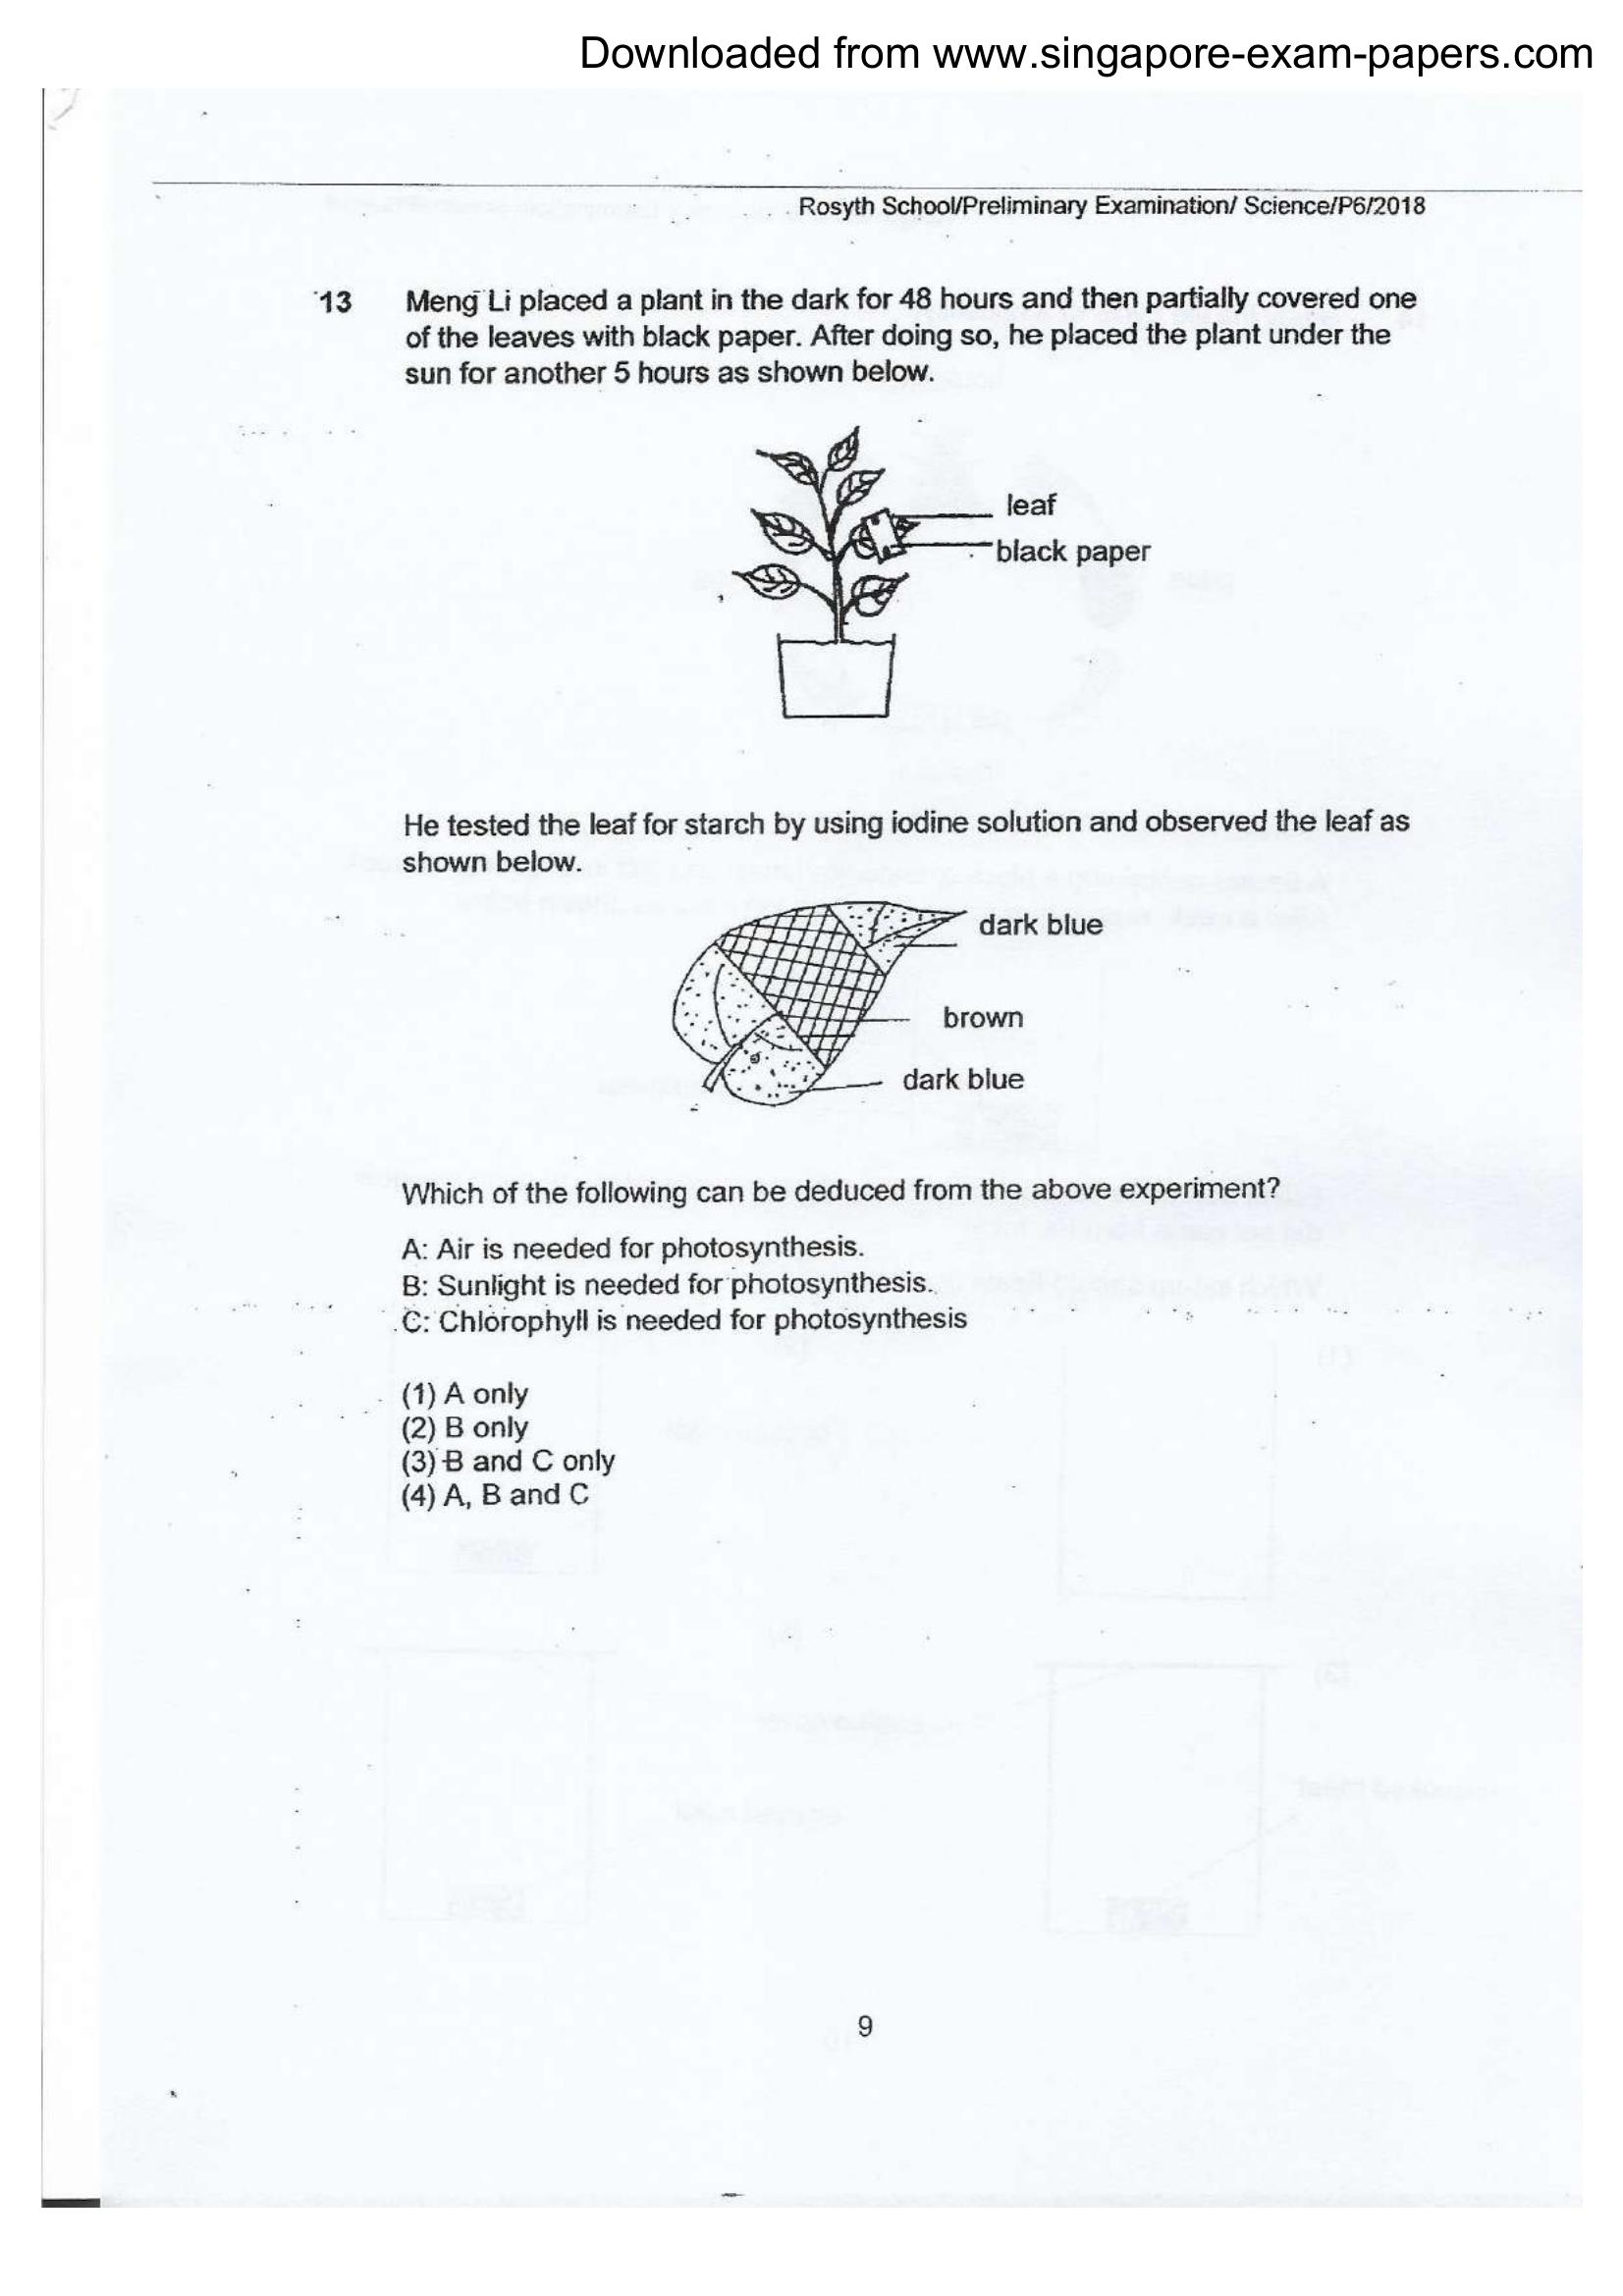 Downloaded from www.singapore-exam-papers.com
Rosyth School/Preliminary Examination/ Science/P6/2018
13 Meng Li placed a plant in the dark for 48 hours and then partially covered one
of the leaves with black paper. After doing so, he placed the plant under the
sun for another 5 hours as shown below.
leaf
black paper
He tested the leaf for starch by using iodine solution and observed the leaf as
shown below.
dark blue
brown
dark blue
Which of the following can be deduced from the above experiment?
A: Air is needed for photosynthesis.
B: Sunlight is needed for photosynthesis.
C: Chlorophyll is needed for photosynthesis
(1) A only
(2) B only
(3) B and C only
(4) A, B and C
9